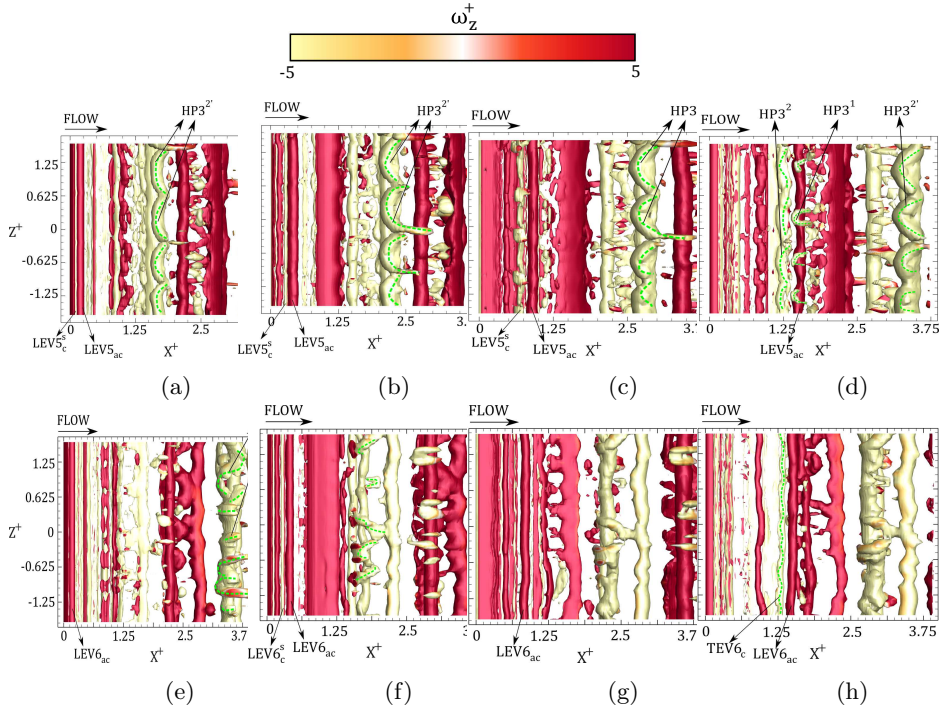 ω_z^+
-5 5
FLOW HP3^2'
FLOW HP3^2'
FLOW HP3
FLOW HP3^2 HP3^1 HP3^2'
Z^+
1.25
0.625
0
-0.625
-1.25
0 1.25 2.5
LEV5_c^s LEV5_ac X^+
(a)
0 1.25 2.5 3.
LEV5_c^s LEV5_ac X^+
(b)
0 1.25 2.5 3.
LEV5_c^s LEV5_ac X^+
(c)
0 1.25 2.5 3.75
LEV5_ac X^+
(d)
FLOW
FLOW
FLOW
FLOW
Z^+
1.25
0.625
0
-0.625
-1.25
0 1.25 2.5 3.7
LEV6_ac X^+
(e)
0 1.25 2.5 3.
LEV6_c^s LEV6_ac X^+
(f)
0 1.25 2.5 3.7
LEV6_ac X^+
(g)
0 1.25 2.5 3.75
TEV6_c LEV6_ac X^+
(h)